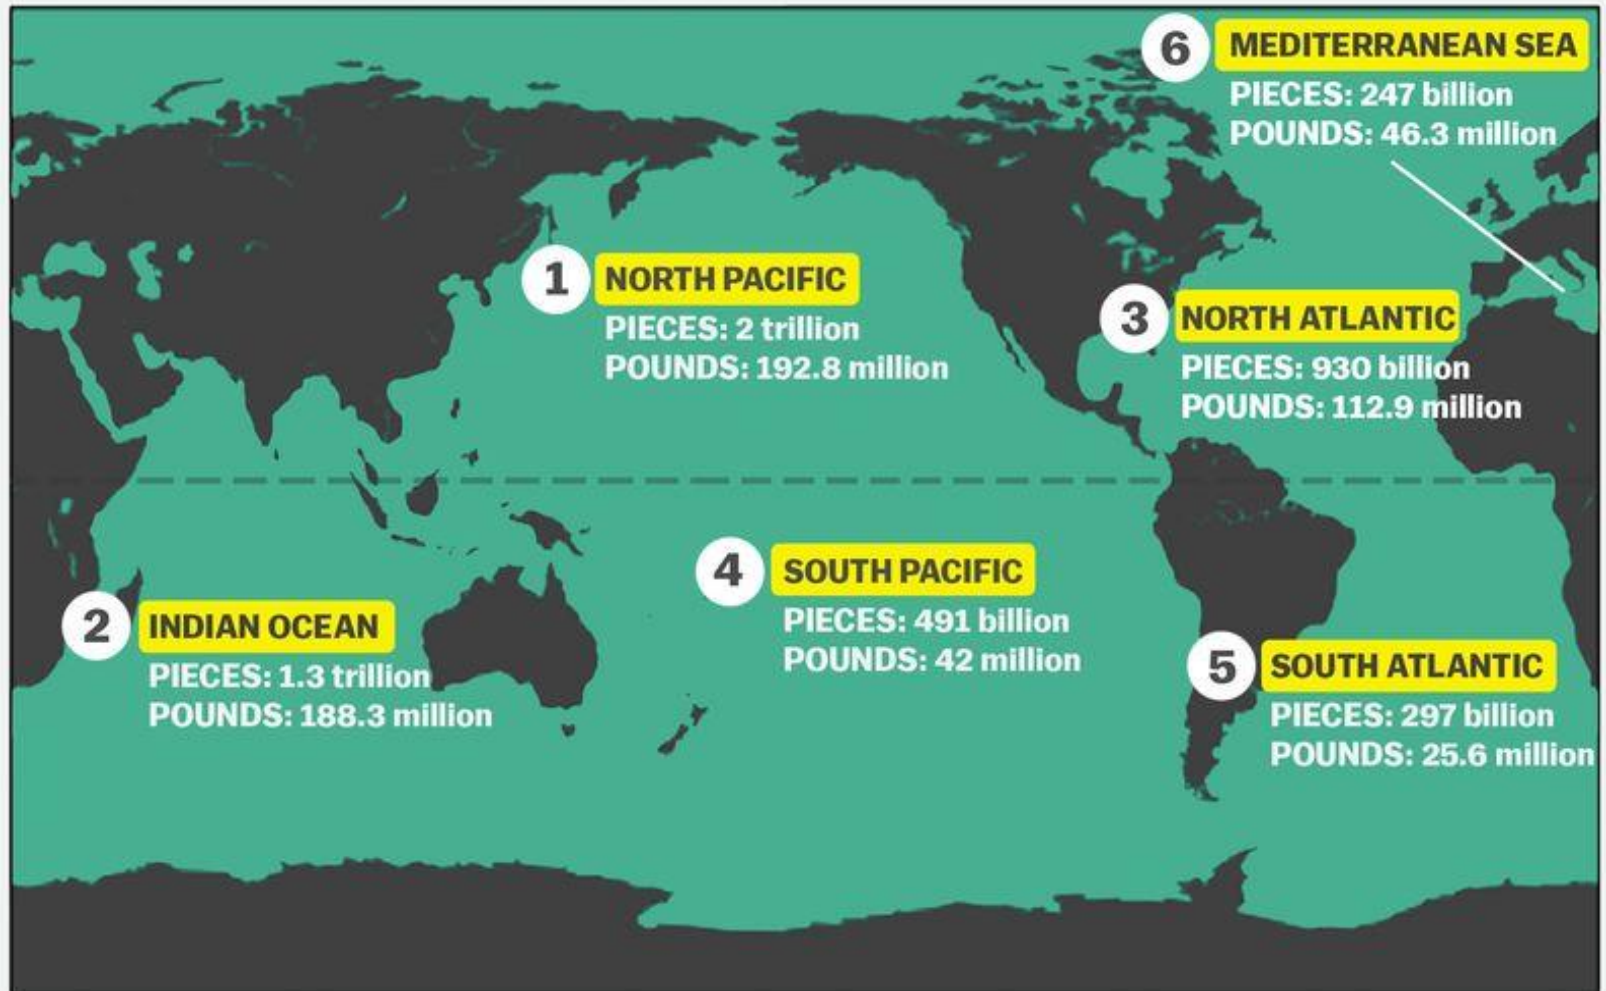 6
MEDITERRANEAN SEA
PIECES: 247 billion
POUNDS: 46.3 million
1
NORTH PACIFIC
PIECES: 2 trillion
POUNDS: 192.8 million
3
NORTH ATLANTIC
PIECES: 930 billion
POUNDS: 112.9 million
4
SOUTH PACIFIC
PIECES: 491 billion
POUNDS: 42 million
2
INDIAN OCEAN
PIECES: 1.3 trillion
POUNDS: 188.3 million
5
SOUTH ATLANTIC
PIECES: 297 billion
POUNDS: 25.6 million